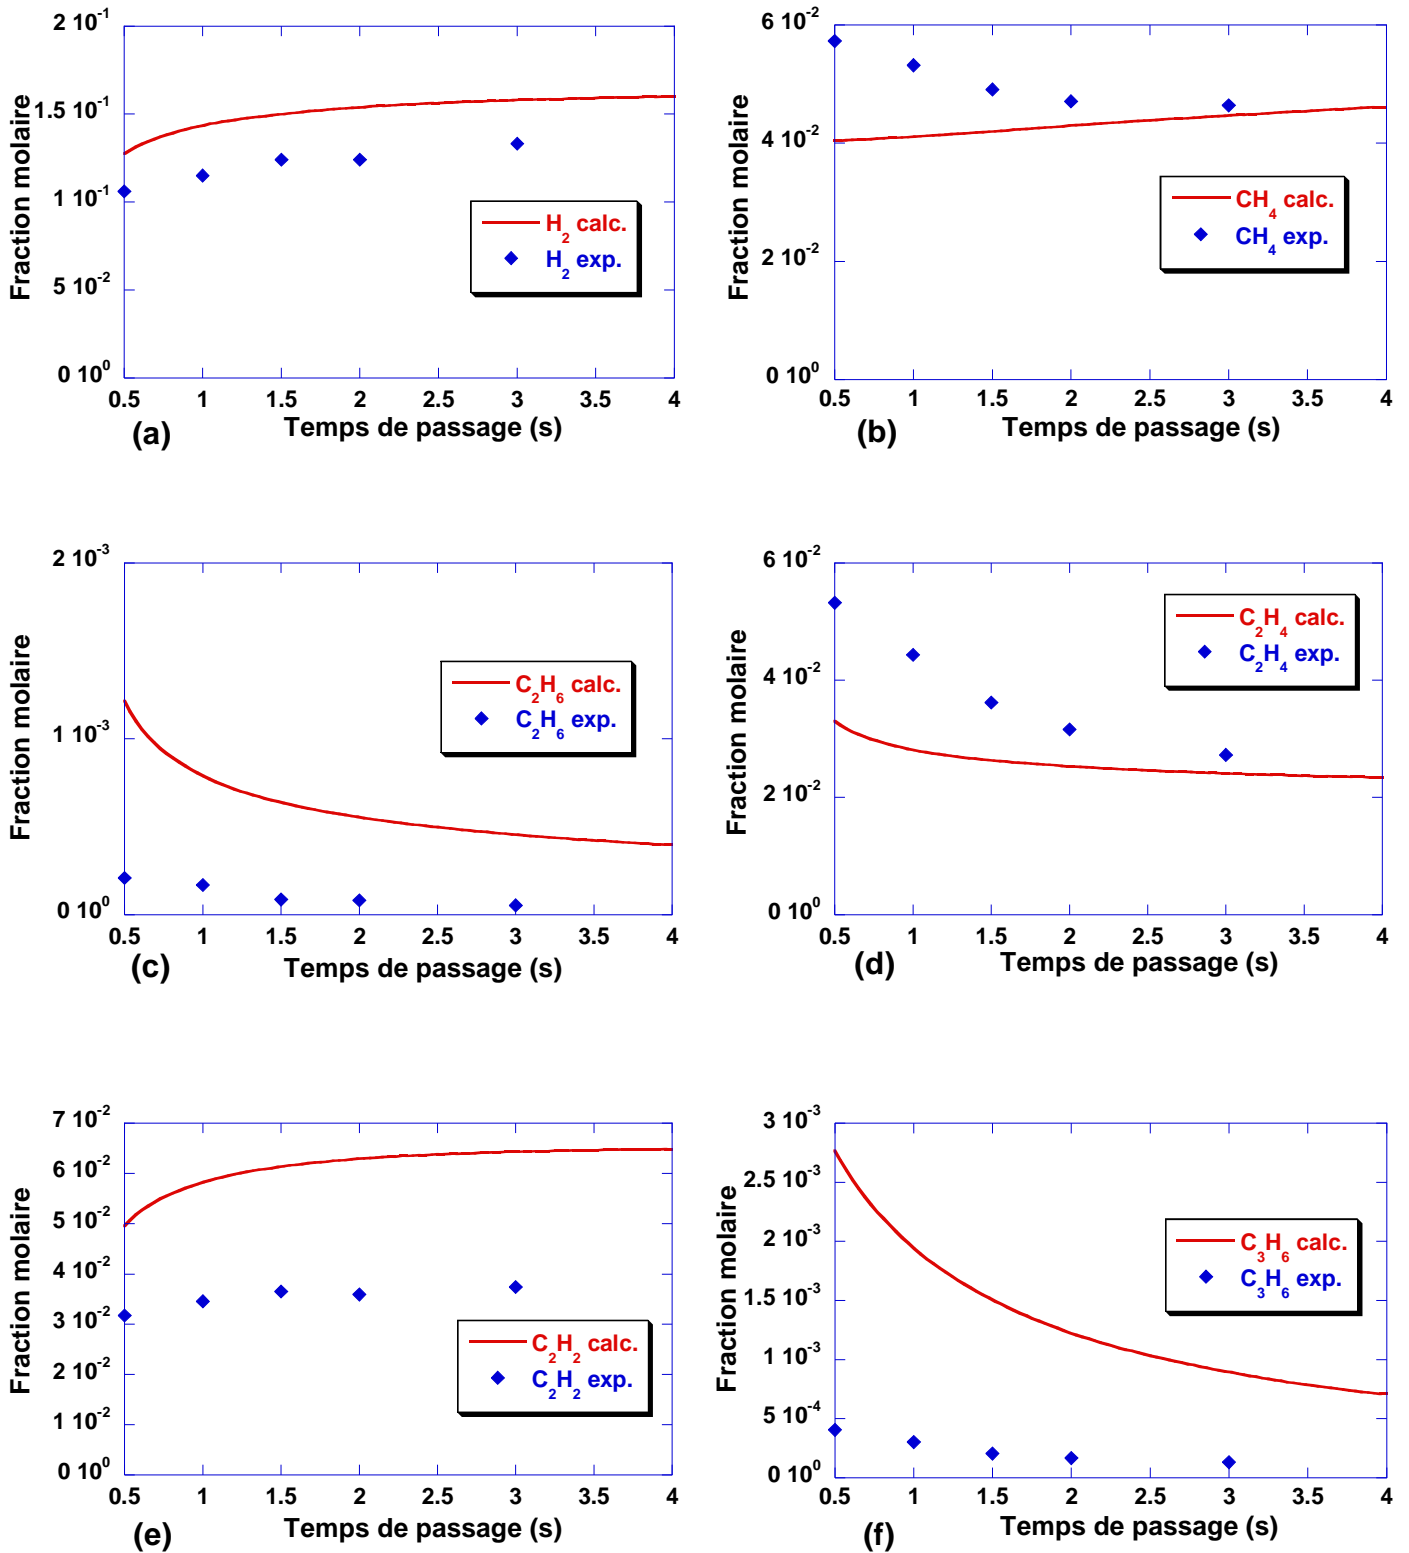 2 10⁻¹
1.5 10⁻¹
1 10⁻¹
5 10⁻²
0 10⁰
Fraction molaire
H₂ calc.
H₂ exp.
0.5 1 1.5 2 2.5 3 3.5 4
Temps de passage (s)
(a)
6 10⁻²
4 10⁻²
2 10⁻²
0 10⁰
Fraction molaire
CH₄ calc.
CH₄ exp.
0.5 1 1.5 2 2.5 3 3.5 4
Temps de passage (s)
(b)
2 10⁻³
1 10⁻³
0 10⁰
Fraction molaire
C₂H₆ calc.
C₂H₆ exp.
0.5 1 1.5 2 2.5 3 3.5 4
Temps de passage (s)
(c)
6 10⁻²
4 10⁻²
2 10⁻²
0 10⁰
Fraction molaire
C₂H₄ calc.
C₂H₄ exp.
0.5 1 1.5 2 2.5 3 3.5 4
Temps de passage (s)
(d)
7 10⁻²
6 10⁻²
5 10⁻²
4 10⁻²
3 10⁻²
2 10⁻²
1 10⁻²
0 10⁰
Fraction molaire
C₂H₂ calc.
C₂H₂ exp.
0.5 1 1.5 2 2.5 3 3.5 4
Temps de passage (s)
(e)
3 10⁻³
2.5 10⁻³
2 10⁻³
1.5 10⁻³
1 10⁻³
5 10⁻⁴
0 10⁰
Fraction molaire
C₃H₆ calc.
C₃H₆ exp.
0.5 1 1.5 2 2.5 3 3.5 4
Temps de passage (s)
(f)